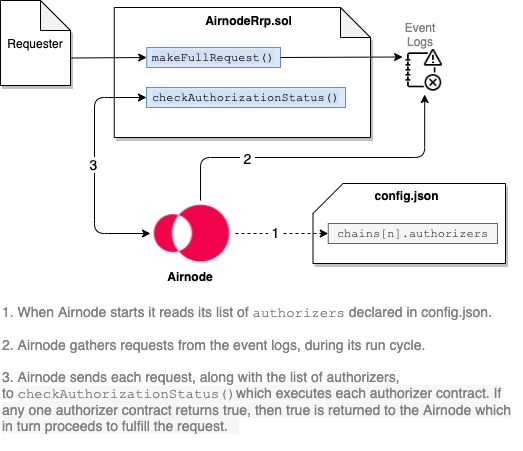 AirnodeRrp.sol
Event
Logs
Requester
makeFullRequest()
checkAuthorizationStatus()
3
2
config.json
1
chains[n].authorizers
Airnode
1. When Airnode starts it reads its list of authorizers declared in config.json.
2. Airnode gathers requests from the event logs, during its run cycle.
3. Airnode sends each request, along with the list of authorizers,
to checkAuthorizationStatus() which executes each authorizer contract. If
any one authorizer contract returns true, then true is returned to the Airnode which
in turn proceeds to fulfill the request.